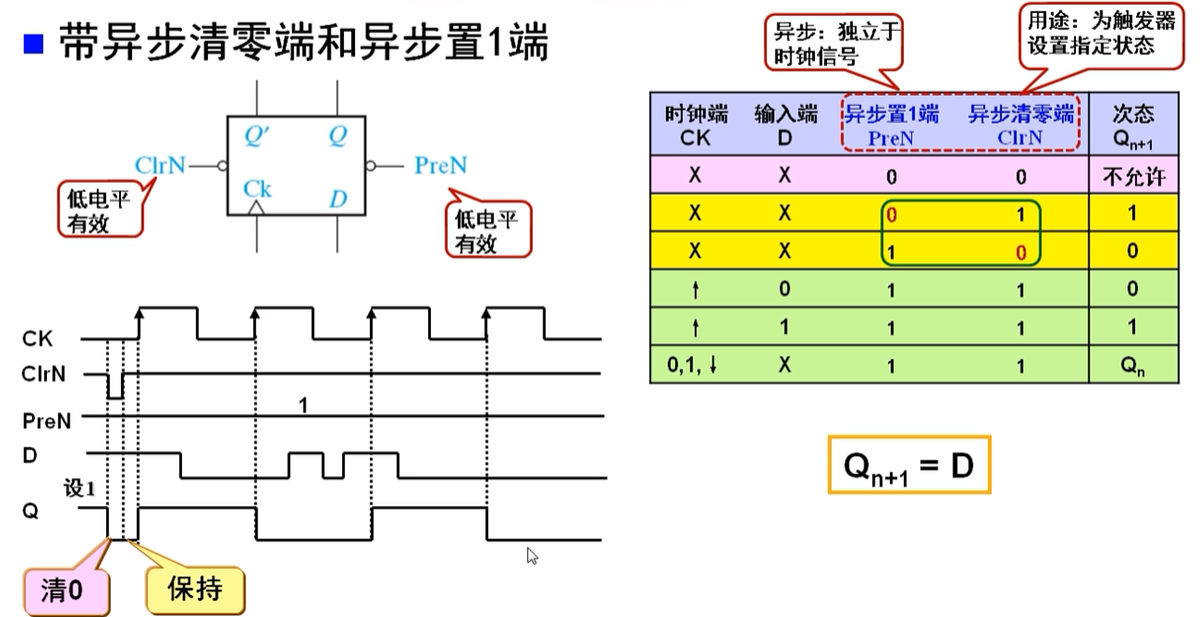 带异步清零端和异步置1端
异步：独立于
时钟信号
用途：为触发器
设置指定状态
Q' Q
ClrN PreN
Ck D
低电平
有效
低电平
有效
时钟端 输入端 异步置1端 异步清零端 次态
CK D PreN ClrN Qn+1
X X 0 0 不允许
X X 0 1 1
X X 1 0 0
↑ 0 1 1 0
↑ 1 1 1 1
0,1,↓ X 1 1 Qn
CK
ClrN
1
PreN
D
设1
Q
清0 保持
Qn+1 = D